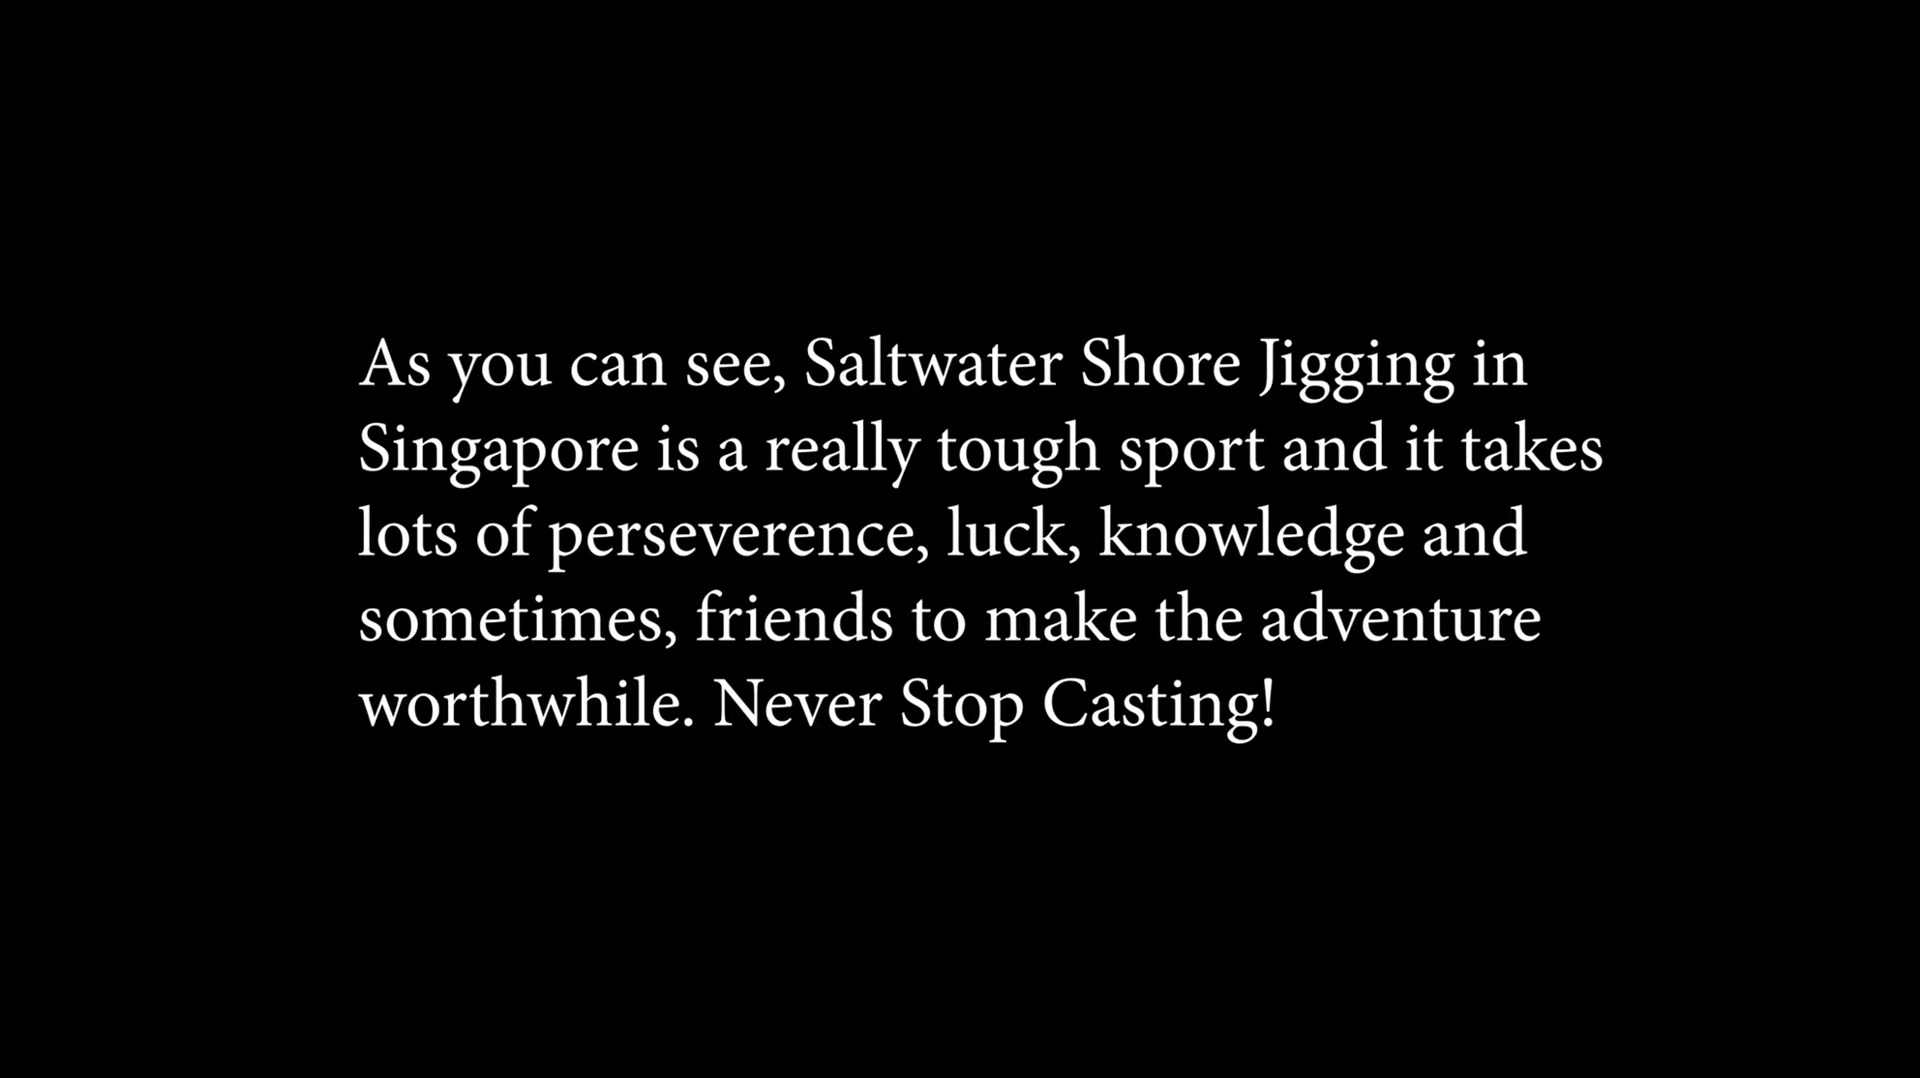 As you can see, Saltwater Shore Jigging in
Singapore is a really tough sport and it takes
lots of perseverence, luck, knowledge and
sometimes, friends to make the adventure
worthwhile. Never Stop Casting!